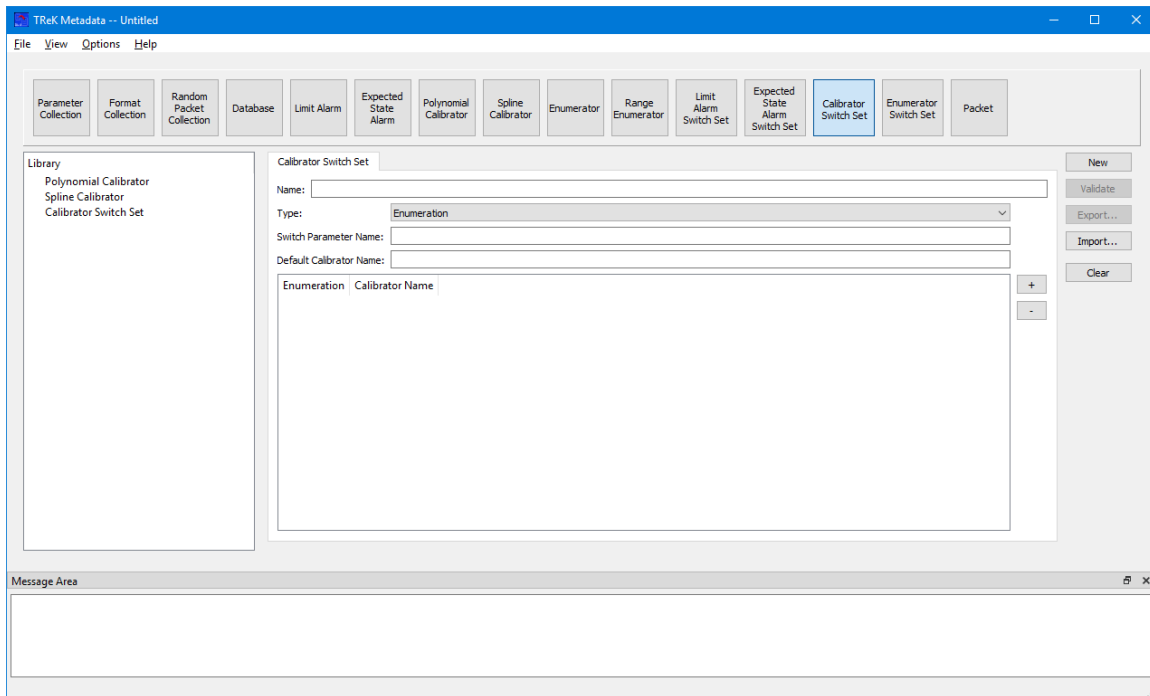 TReK Metadata -- Untitled
File View Options Help
Parameter
Collection
Format
Collection
Random
Packet
Collection
Database
Limit Alarm
Expected
State
Alarm
Polynomial
Calibrator
Spline
Calibrator
Enumerator
Range
Enumerator
Limit
Alarm
Switch Set
Expected
State
Alarm
Switch Set
Calibrator
Switch Set
Enumerator
Switch Set
Packet
Library
Polynomial Calibrator
Spline Calibrator
Calibrator Switch Set
Calibrator Switch Set
Name:
Type: Enumeration
Switch Parameter Name:
Default Calibrator Name:
Enumeration Calibrator Name
+
-
New
Validate
Export...
Import...
Clear
Message Area